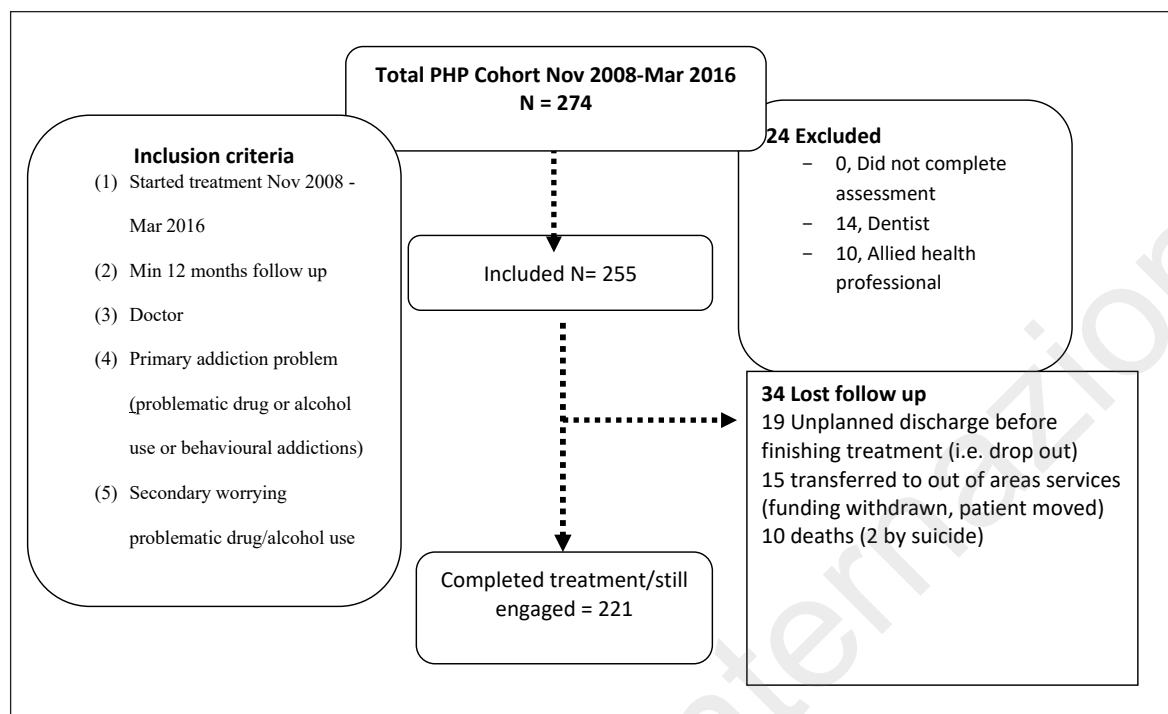 Total PHP Cohort Nov 2008-Mar 2016
N = 274
Inclusion criteria
(1) Started treatment Nov 2008 -
Mar 2016
(2) Min 12 months follow up
(3) Doctor
(4) Primary addiction problem
(problematic drug or alcohol
use or behavioural addictions)
(5) Secondary worrying
problematic drug/alcohol use
24 Excluded
– 0, Did not complete
assessment
– 14, Dentist
– 10, Allied health
professional
Included N= 255
34 Lost follow up
19 Unplanned discharge before
finishing treatment (i.e. drop out)
15 transferred to out of areas services
(funding withdrawn, patient moved)
10 deaths (2 by suicide)
Completed treatment/still
engaged = 221